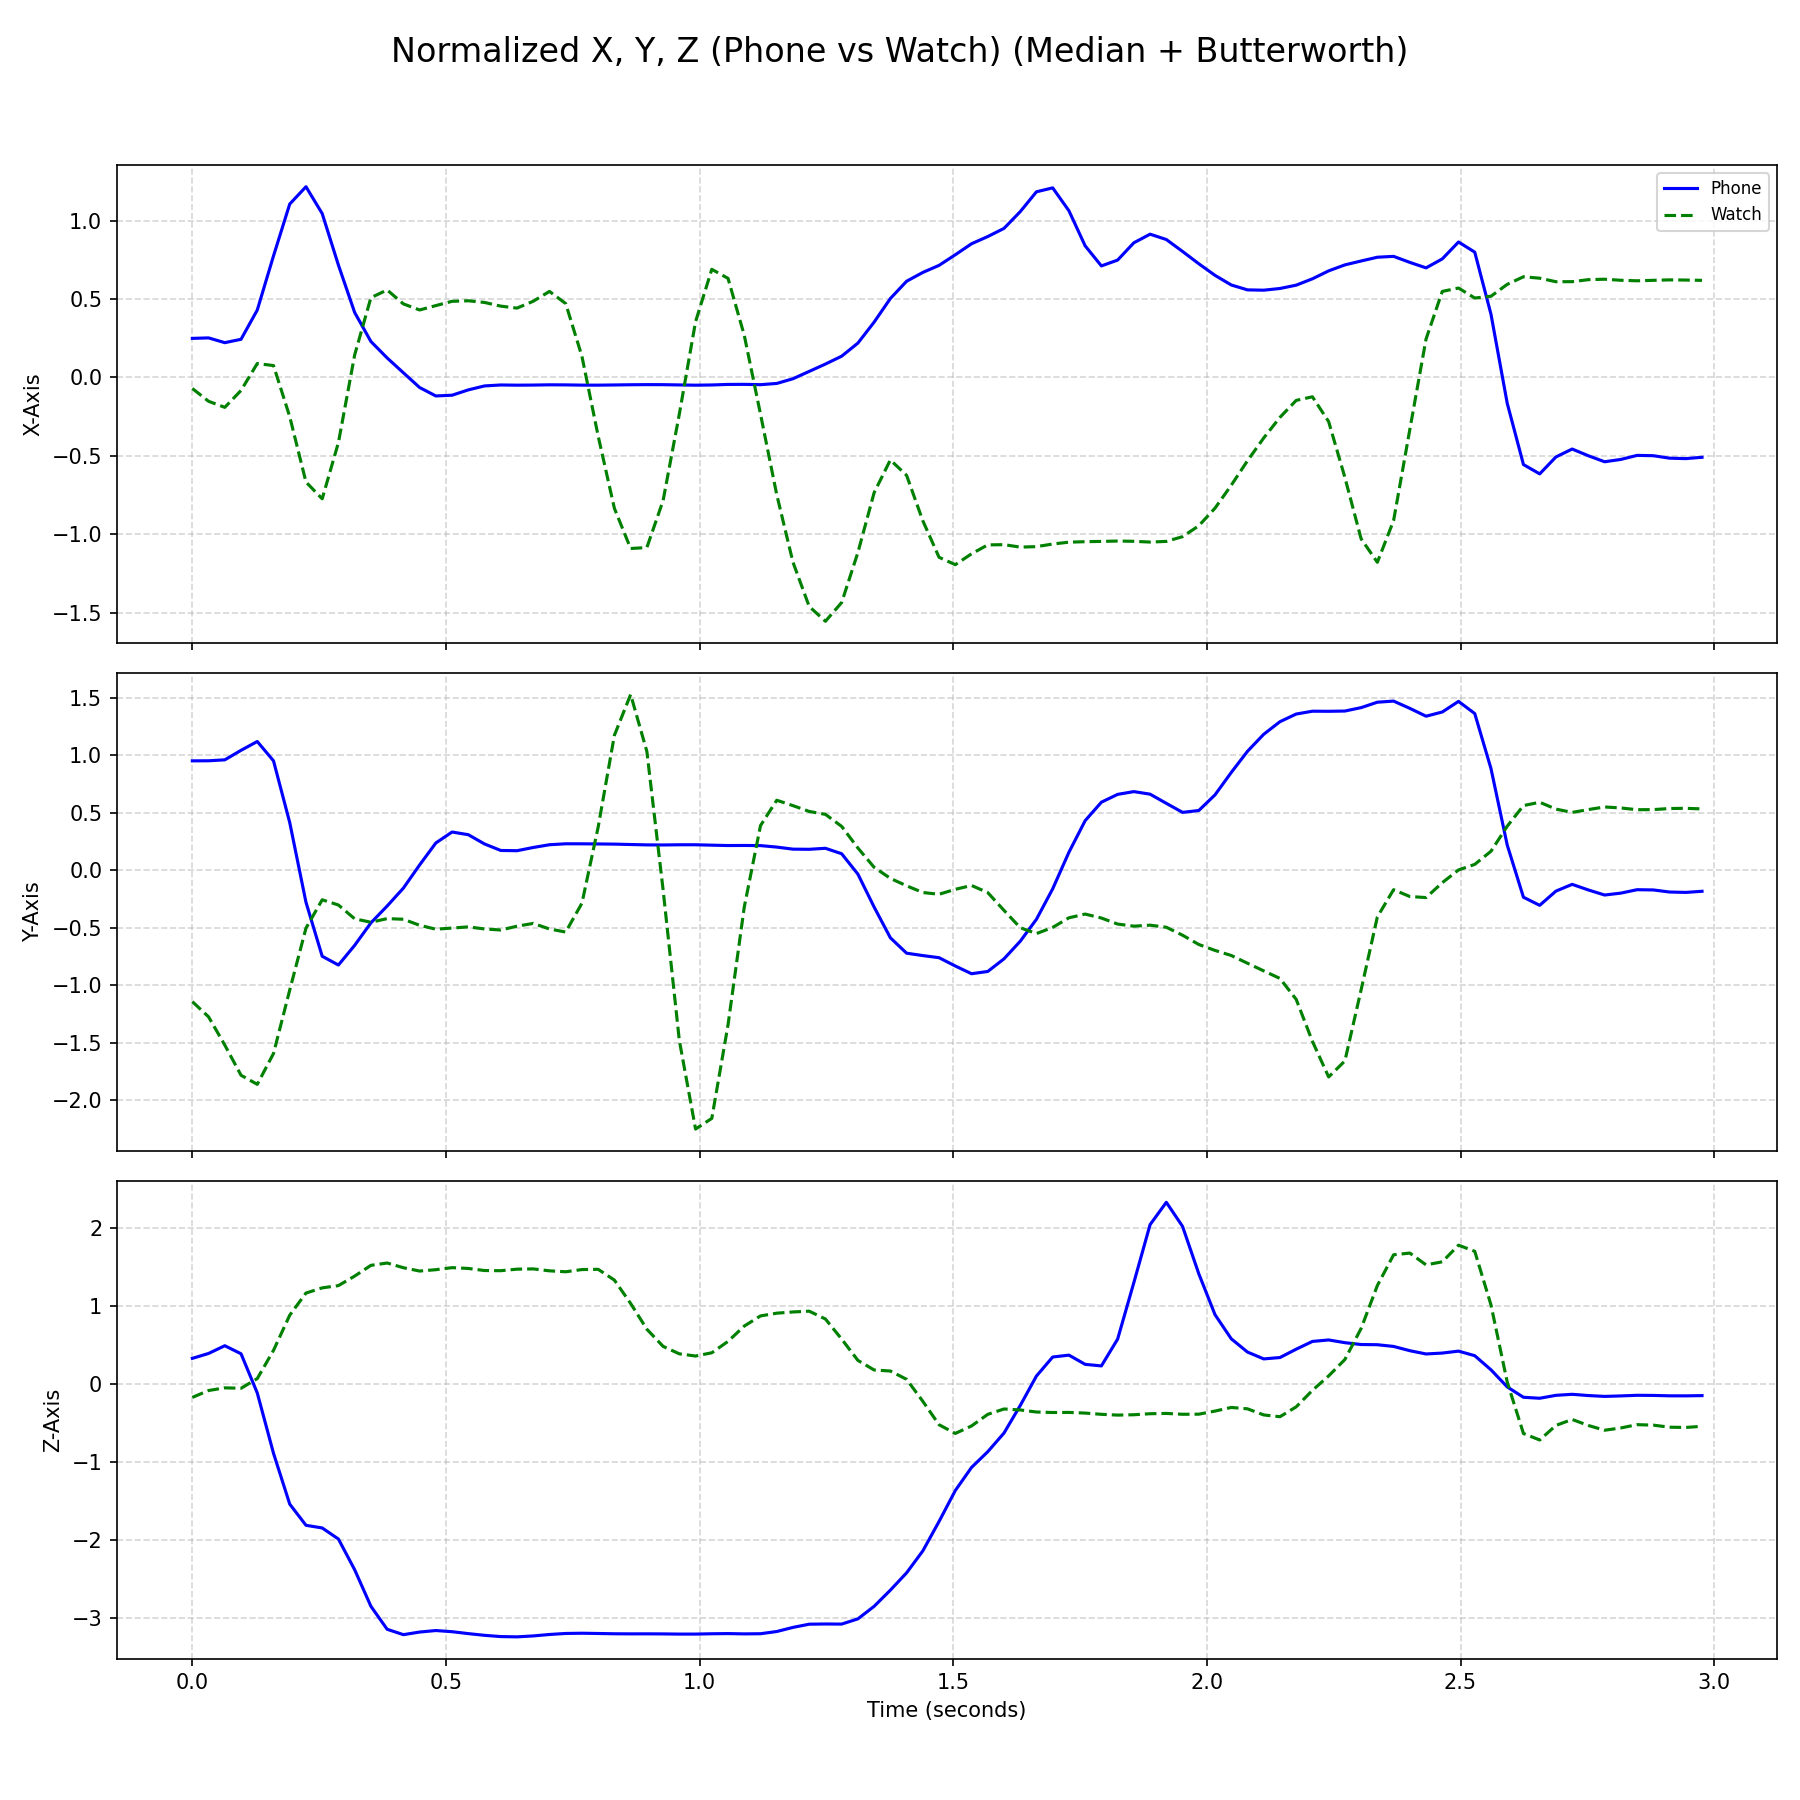 Normalized X, Y, Z (Phone vs Watch) (Median + Butterworth)
Phone
Watch
X-Axis
1.0
0.5
0.0
−0.5
−1.0
−1.5
Y-Axis
1.5
1.0
0.5
0.0
−0.5
−1.0
−1.5
−2.0
Z-Axis
2
1
0
−1
−2
−3
0.0 0.5 1.0 1.5 2.0 2.5 3.0
Time (seconds)